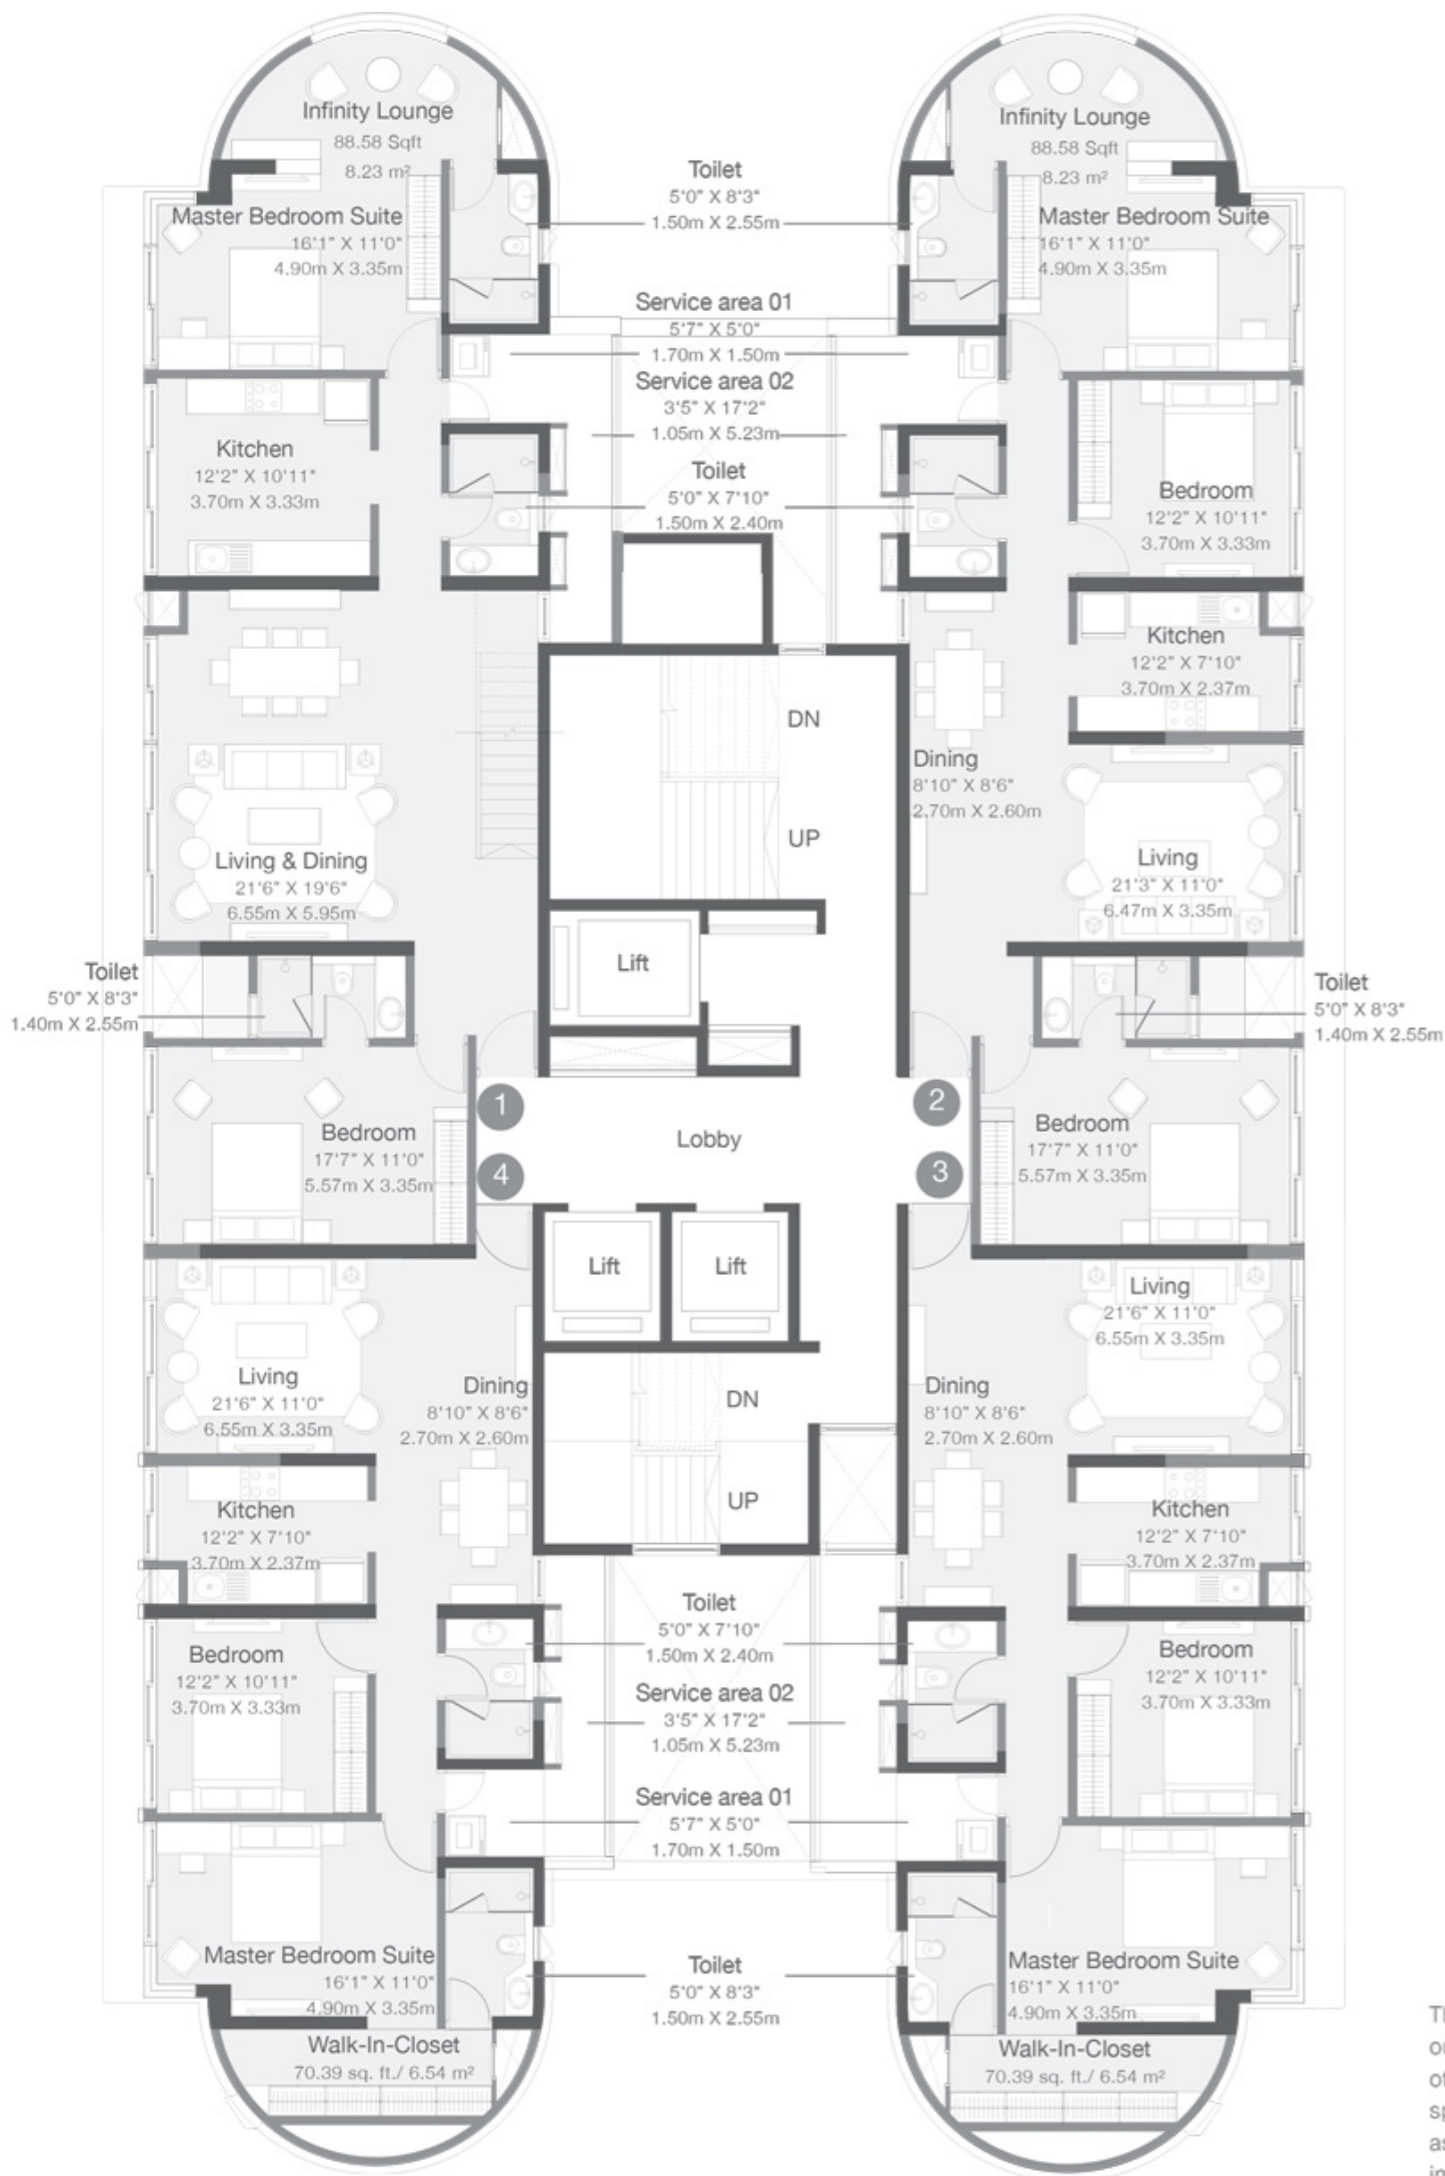 Infinity Lounge
88.58 Sqft
8.23 m²
Master Bedroom Suite
16'1" X 11'0"
4.90m X 3.35m
Toilet
5'0" X 8'3"
1.50m X 2.55m
Infinity Lounge
88.58 Sqft
8.23 m²
Master Bedroom Suite
16'1" X 11'0"
4.90m X 3.35m
Service area 01
5'7" X 5'0"
1.70m X 1.50m
Service area 02
3'5" X 17'2"
1.05m X 5.23m
Toilet
5'0" X 7'10"
1.50m X 2.40m
Kitchen
12'2" X 10'11"
3.70m X 3.33m
Bedroom
12'2" X 10'11"
3.70m X 3.33m
Kitchen
12'2" X 7'10"
3.70m X 2.37m
DN
UP
Dining
8'10" X 8'6"
2.70m X 2.60m
Living & Dining
21'6" X 19'6"
6.55m X 5.95m
Living
21'3" X 11'0"
6.47m X 3.35m
Lift
Toilet
5'0" X 8'3"
1.40m X 2.55m
Toilet
5'0" X 8'3"
1.40m X 2.55m
1
2
Bedroom
17'7" X 11'0"
5.57m X 3.35m
Lobby
Bedroom
17'7" X 11'0"
5.57m X 3.35m
4
3
Lift
Lift
Living
21'6" X 11'0"
6.55m X 3.35m
Living
21'6" X 11'0"
6.55m X 3.35m
Dining
8'10" X 8'6"
2.70m X 2.60m
DN
UP
Dining
8'10" X 8'6"
2.70m X 2.60m
Kitchen
12'2" X 7'10"
3.70m X 2.37m
Kitchen
12'2" X 7'10"
3.70m X 2.37m
Toilet
5'0" X 7'10"
1.50m X 2.40m
Bedroom
12'2" X 10'11"
3.70m X 3.33m
Bedroom
12'2" X 10'11"
3.70m X 3.33m
Service area 02
3'5" X 17'2"
1.05m X 5.23m
Service area 01
5'7" X 5'0"
1.70m X 1.50m
Master Bedroom Suite
16'1" X 11'0"
4.90m X 3.35m
Toilet
5'0" X 8'3"
1.50m X 2.55m
Master Bedroom Suite
16'1" X 11'0"
4.90m X 3.35m
Walk-In-Closet
70.39 sq. ft./ 6.54 m²
Walk-In-Closet
70.39 sq. ft./ 6.54 m²